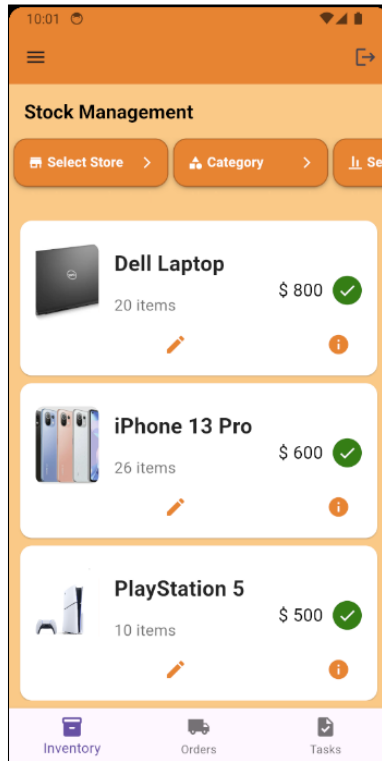 10:01
Stock Management
Select Store
Category
Se
Dell Laptop
20 items
$ 800
iPhone 13 Pro
26 items
$ 600
PlayStation 5
10 items
$ 500
Inventory
Orders
Tasks